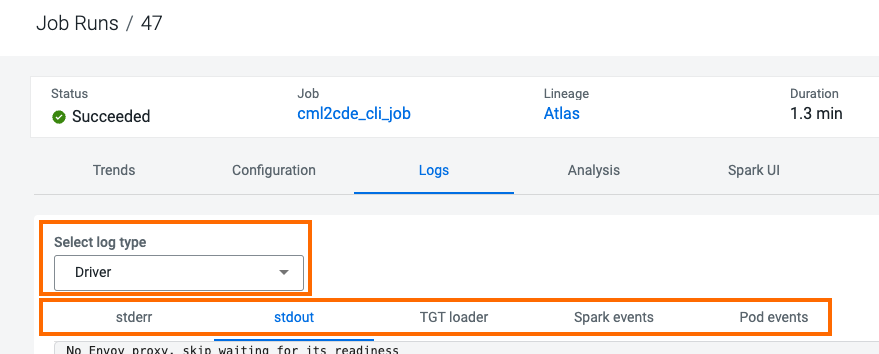 Job Runs / 47
Status Job Lineage Duration
Succeeded cml2cde_cli_job Atlas 1.3 min
Trends Configuration Logs Analysis Spark UI
Select log type
Driver
stderr stdout TGT loader Spark events Pod events
No Envoy proxy, skip waiting for its readiness